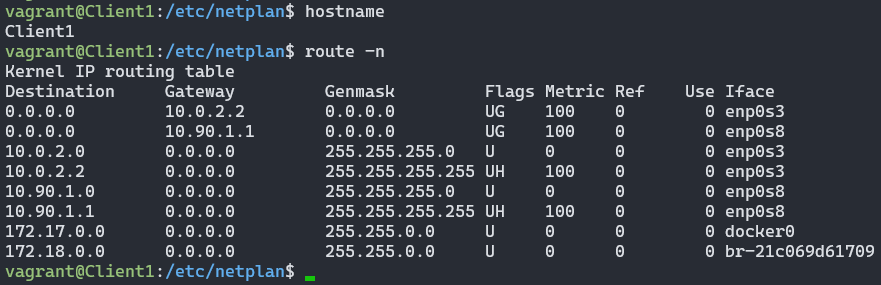 vagrant@Client1:/etc/netplan$ hostname
Client1
vagrant@Client1:/etc/netplan$ route -n
Kernel IP routing table
Destination     Gateway         Genmask         Flags Metric Ref    Use Iface
0.0.0.0         10.0.2.2        0.0.0.0         UG    100    0        0 enp0s3
0.0.0.0         10.90.1.1       0.0.0.0         UG    100    0        0 enp0s8
10.0.2.0        0.0.0.0         255.255.255.0   U     0      0        0 enp0s3
10.0.2.2        0.0.0.0         255.255.255.255 UH    100    0        0 enp0s3
10.90.1.0       0.0.0.0         255.255.255.0   U     0      0        0 enp0s8
10.90.1.1       0.0.0.0         255.255.255.255 UH    100    0        0 enp0s8
172.17.0.0      0.0.0.0         255.255.0.0     U     0      0        0 docker0
172.18.0.0      0.0.0.0         255.255.0.0     U     0      0        0 br-21c069d61709
vagrant@Client1:/etc/netplan$